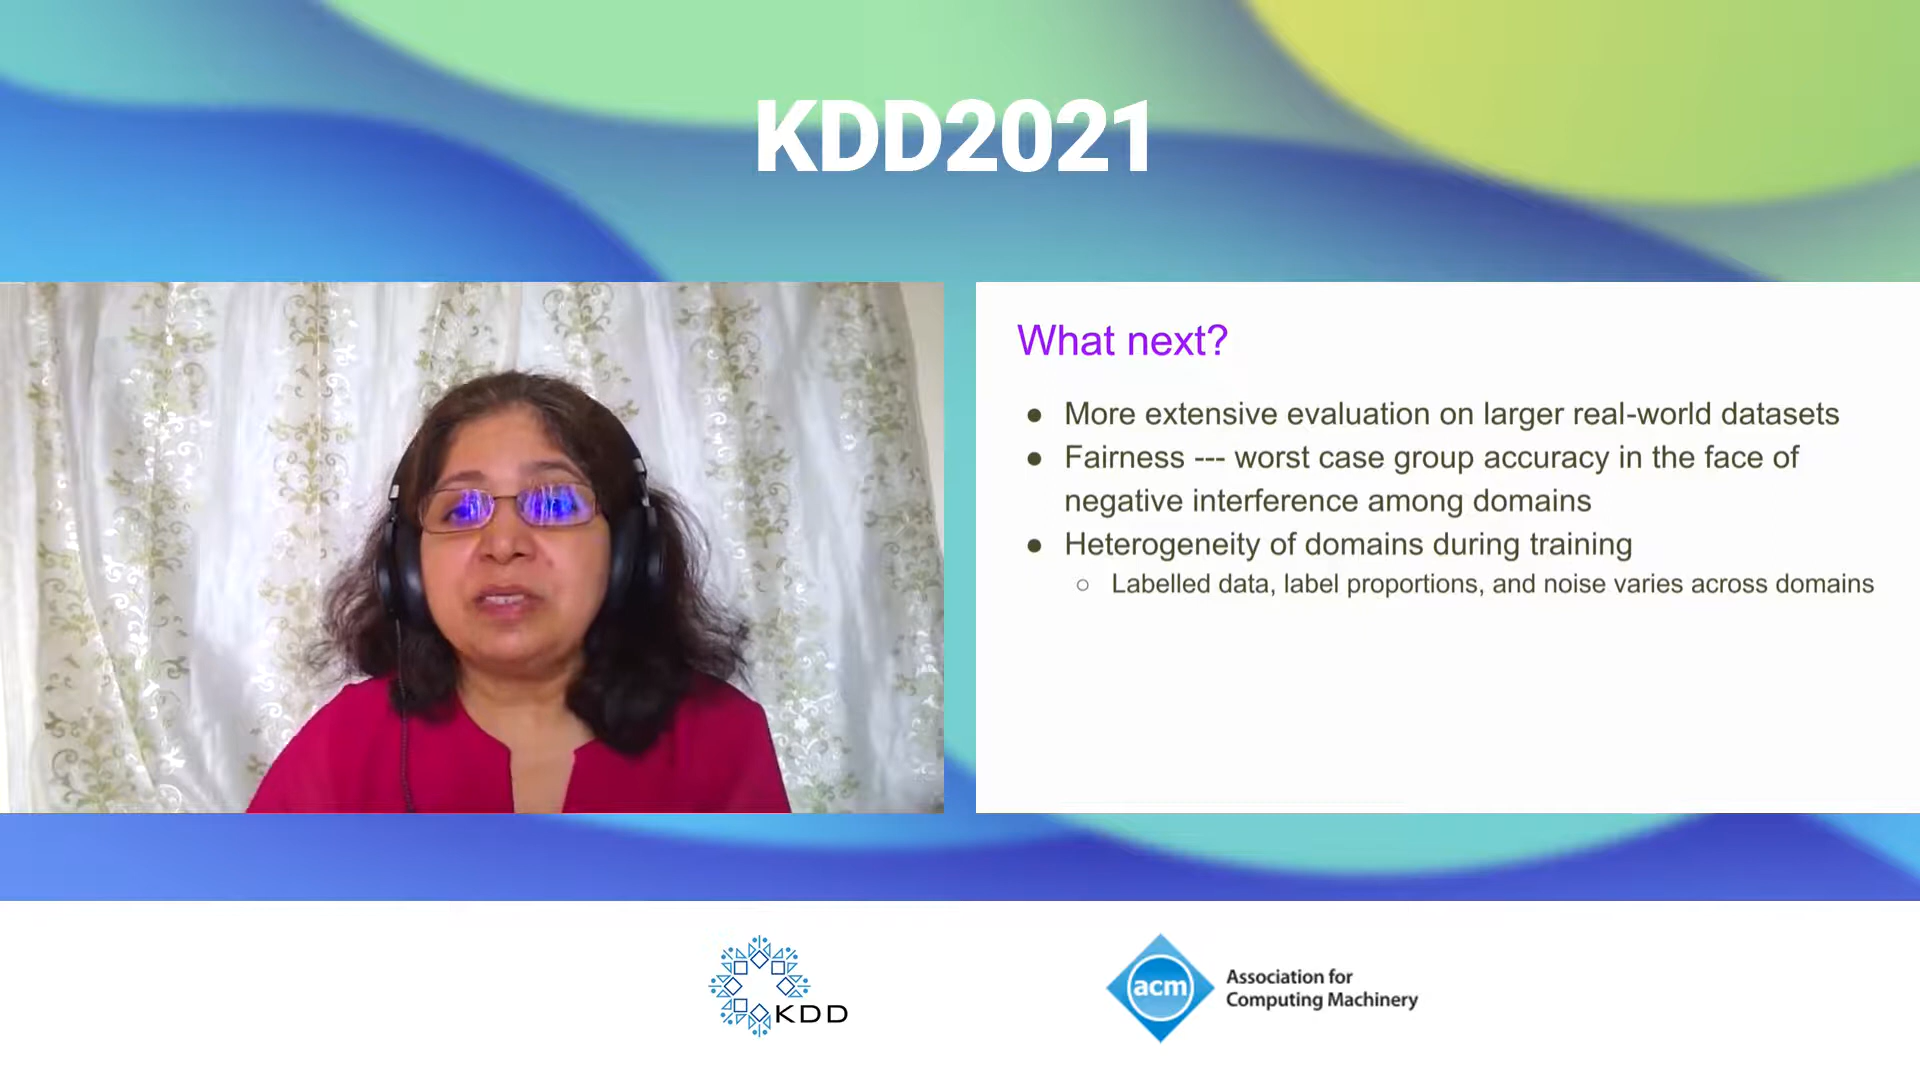 KDD2021
What next?
● More extensive evaluation on larger real-world datasets
● Fairness --- worst case group accuracy in the face of
negative interference among domains
● Heterogeneity of domains during training
○ Labelled data, label proportions, and noise varies across domains
KDD
acm
Association for
Computing Machinery